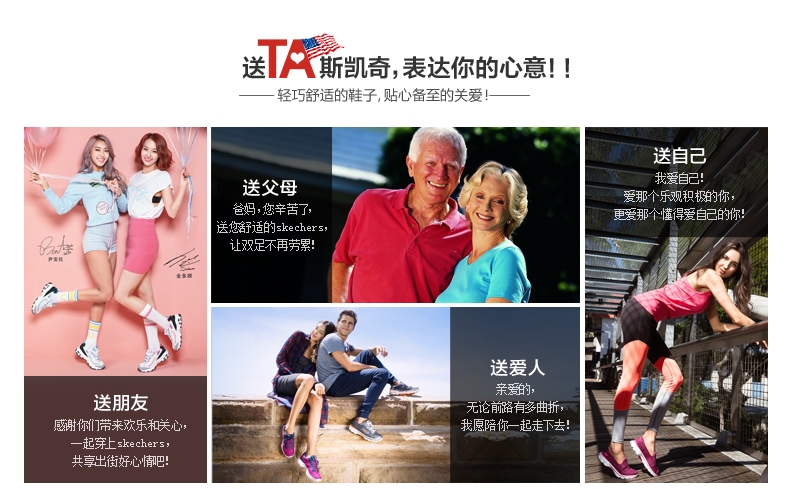 送TA斯凯奇，表达你的心意！！
轻巧舒适的鞋子，贴心备至的关爱！
送父母
爸妈，您辛苦了，
送您舒适的skechers，
让双足不再劳累！
送自己
我爱自己！
爱那个乐观积极的你，
更爱那个懂得爱自己的你！
尹宝拉
金多顺
送朋友
感谢你们带来欢乐和关心，
一起穿上skechers，
共享出街好心情吧！
送爱人
亲爱的，
无论前路有多曲折，
我愿陪你一起走下去！